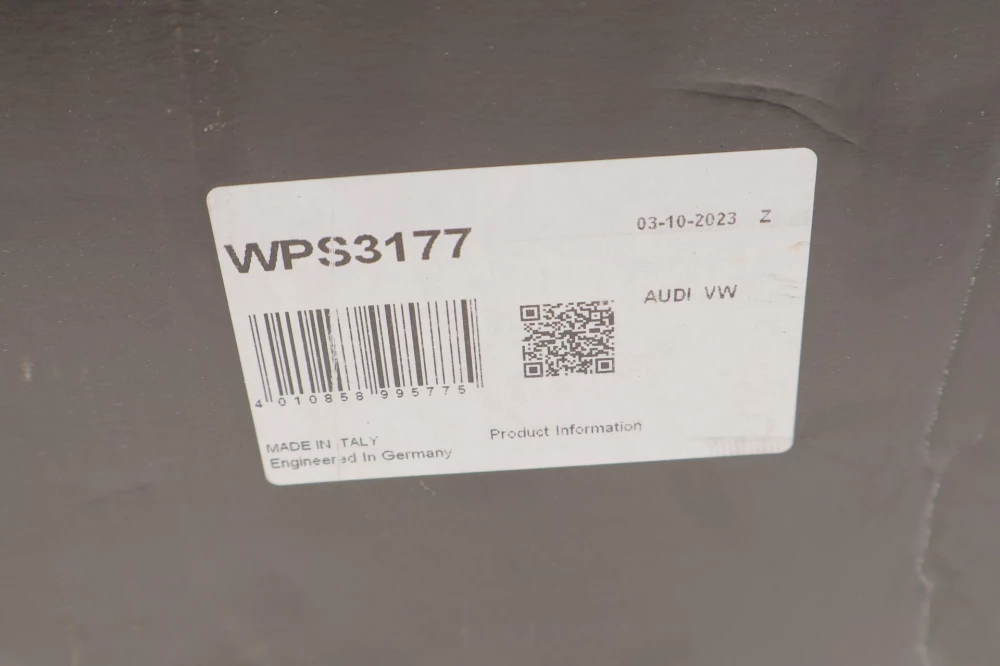 03-10-2023 Z
WPS3177
AUDI VW
4 010858 995775
MADE IN ITALY
Engineered In Germany
Product Information